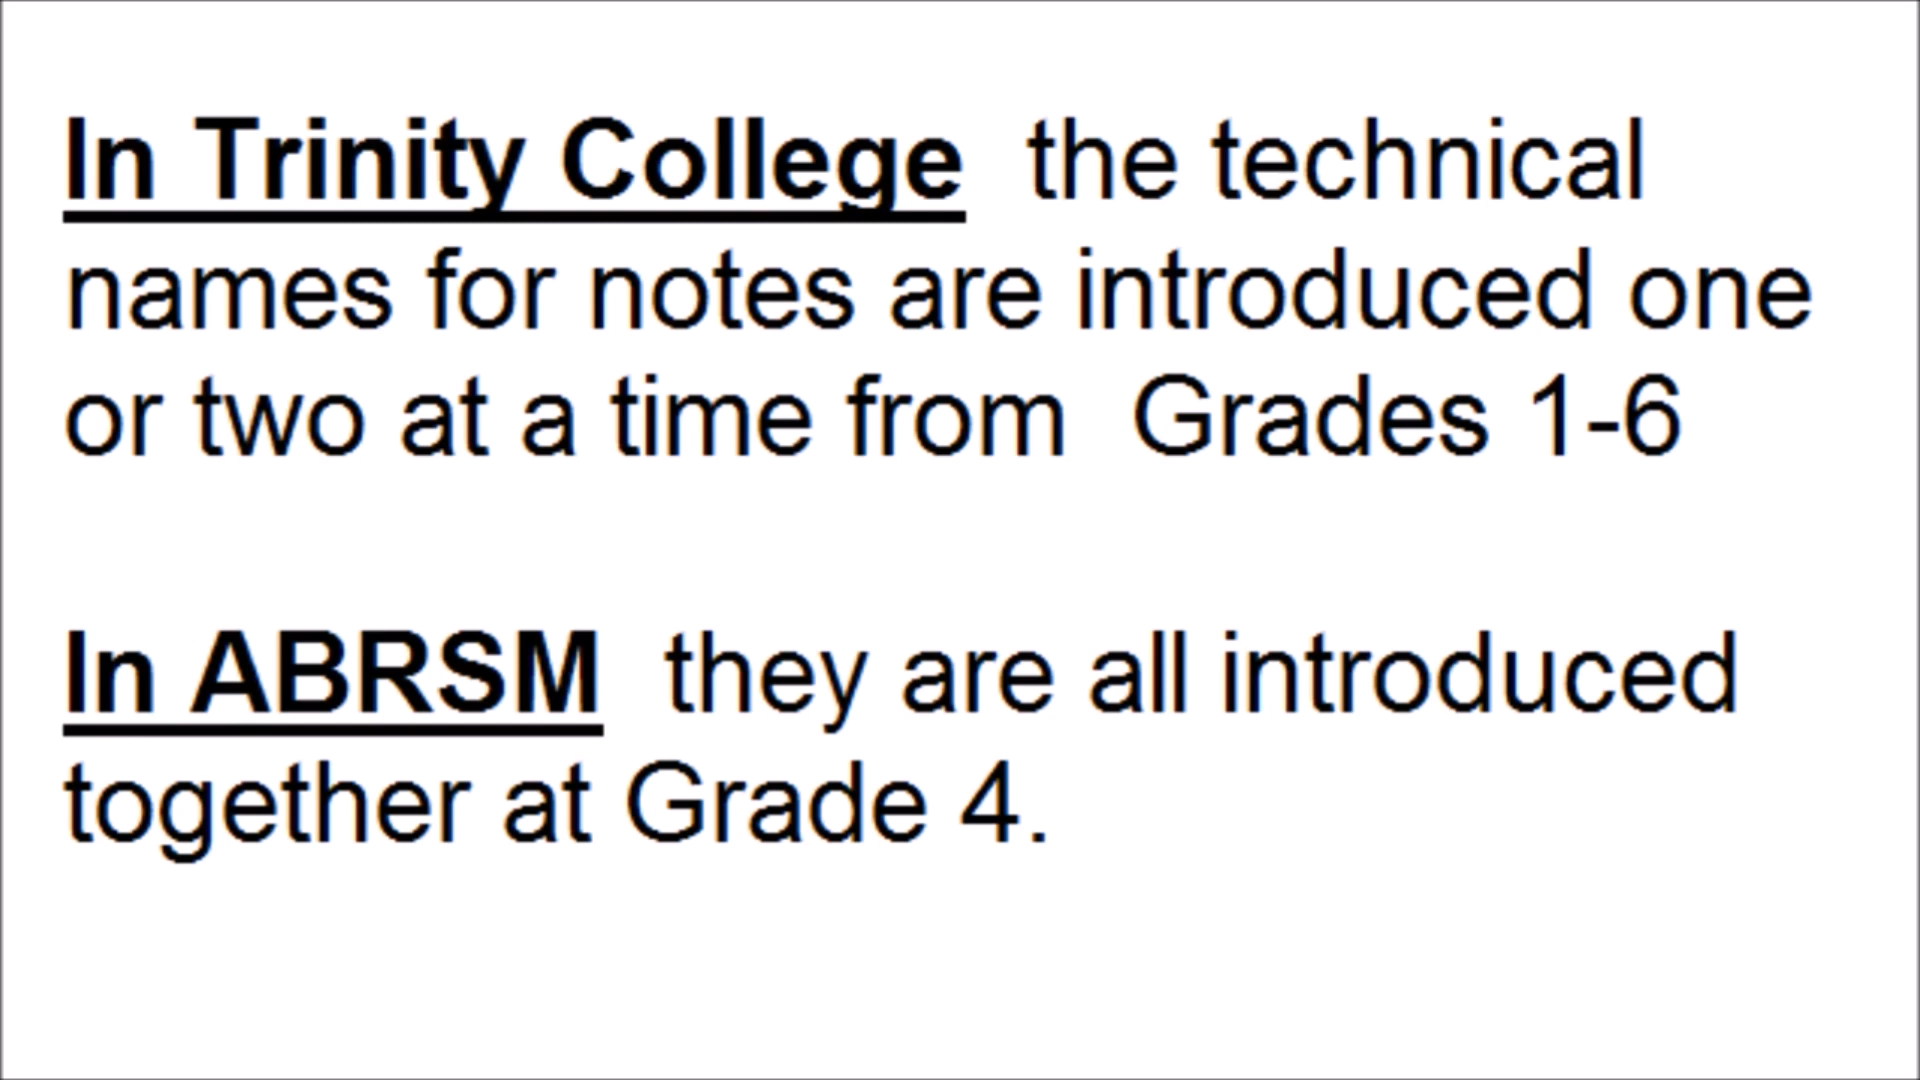 In Trinity College the technical
names for notes are introduced one
or two at a time from Grades 1-6
In ABRSM they are all introduced
together at Grade 4.